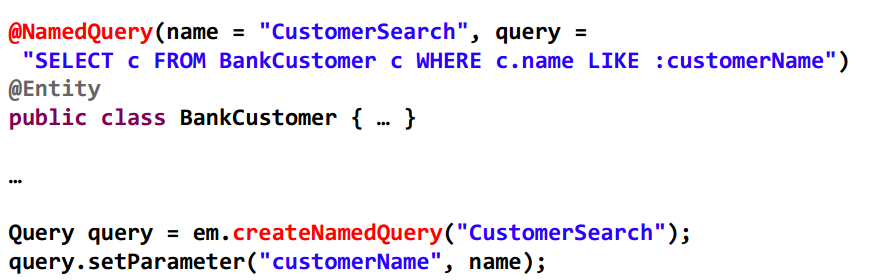 @NamedQuery(name = "CustomerSearch", query =
"SELECT c FROM BankCustomer c WHERE c.name LIKE :customerName")
@Entity
public class BankCustomer { … }
…
Query query = em.createNamedQuery("CustomerSearch");
query.setParameter("customerName", name);